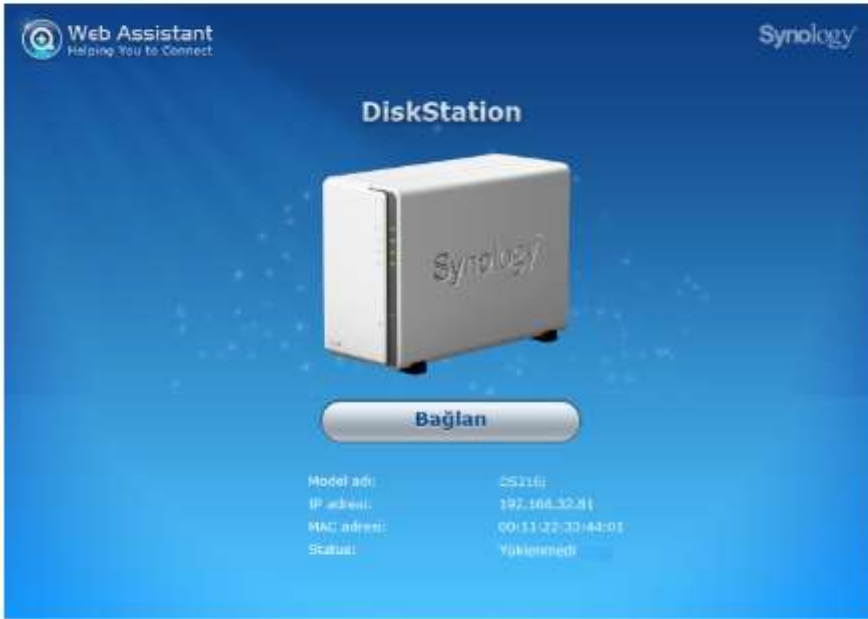 Web Assistant
Helping You to Connect
Synology
DiskStation
Synology
Bağlan
Model adı: DS216j
IP adresi: 192.168.32.81
MAC adresi: 00:11:22:33:44:01
Status: Yüklenmedi